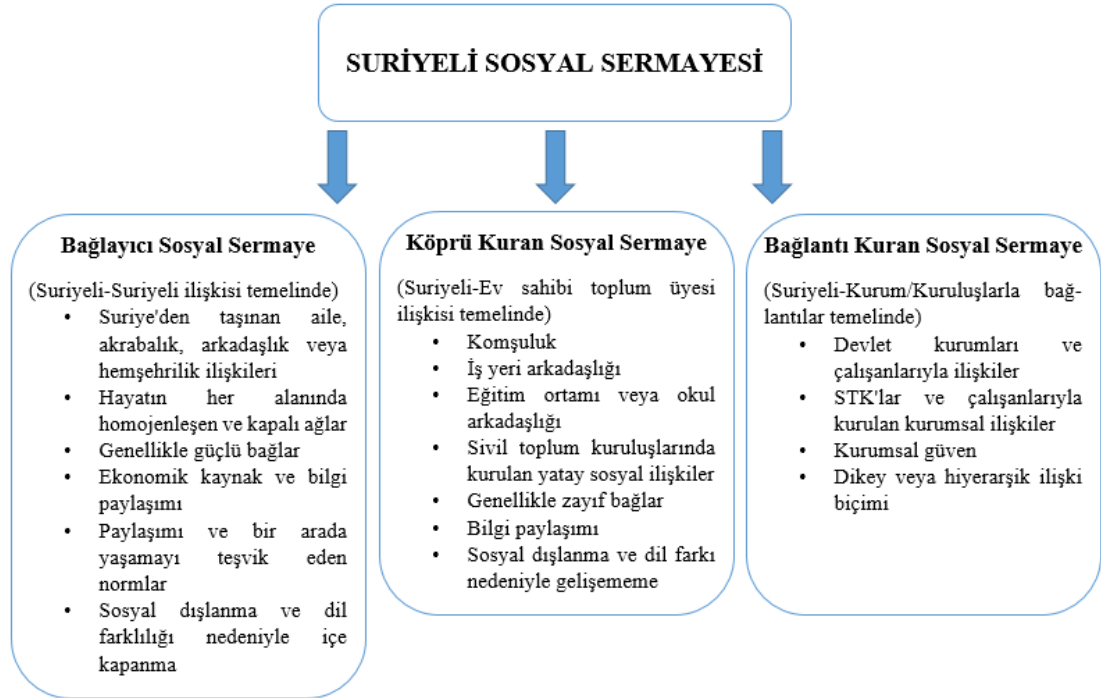 SURİYELİ SOSYAL SERMAYESİ
Bağlayıcı Sosyal Sermaye
(Suriyeli-Suriyeli ilişkisi temelinde)
• Suriye'den taşınan aile,
akrabalık, arkadaşlık veya
hemşehrilik ilişkileri
• Hayatın her alanında
homojenleşen ve kapalı ağlar
• Genellikle güçlü bağlar
• Ekonomik kaynak ve bilgi
paylaşımı
• Paylaşımı ve bir arada
yaşamayı teşvik eden
normlar
• Sosyal dışlanma ve dil
farklılığı nedeniyle içe
kapanma
Köprü Kuran Sosyal Sermaye
(Suriyeli-Ev sahibi toplum üyesi
ilişkisi temelinde)
• Komşuluk
• İş yeri arkadaşlığı
• Eğitim ortamı veya okul
arkadaşlığı
• Sivil toplum kuruluşlarında
kurulan yatay sosyal ilişkiler
• Genellikle zayıf bağlar
• Bilgi paylaşımı
• Sosyal dışlanma ve dil farkı
nedeniyle gelişememe
Bağlantı Kuran Sosyal Sermaye
(Suriyeli-Kurum/Kuruluşlarla bağ-
lantılar temelinde)
• Devlet kurumları ve
çalışanlarıyla ilişkiler
• STK'lar ve çalışanlarıyla
kurulan kurumsal ilişkiler
• Kurumsal güven
• Dikey veya hiyerarşik ilişki
biçimi